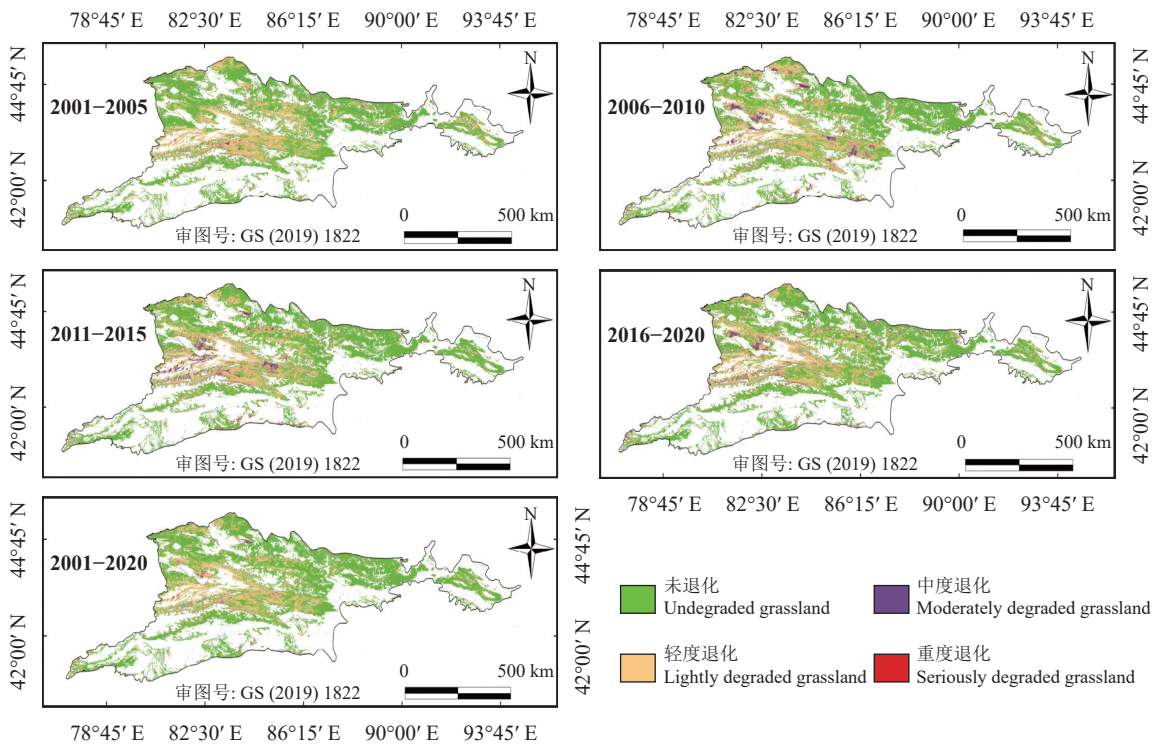 78°45′ E 82°30′ E 86°15′ E 90°00′ E 93°45′ E
78°45′ E 82°30′ E 86°15′ E 90°00′ E 93°45′ E
42°00′ N 44°45′ N
2001−2005
N
0 500 km
审图号: GS (2019) 1822
2006−2010
N
0 500 km
审图号: GS (2019) 1822
42°00′ N 44°45′ N
42°00′ N 44°45′ N
2011−2015
N
0 500 km
审图号: GS (2019) 1822
2016−2020
N
0 500 km
审图号: GS (2019) 1822
42°00′ N 44°45′ N
78°45′ E 82°30′ E 86°15′ E 90°00′ E 93°45′ E
42°00′ N 44°45′ N
2001−2020
N
0 500 km
审图号: GS (2019) 1822
42°00′ N 44°45′ N
78°45′ E 82°30′ E 86°15′ E 90°00′ E 93°45′ E
未退化
Undegraded grassland
中度退化
Moderately degraded grassland
轻度退化
Lightly degraded grassland
重度退化
Seriously degraded grassland